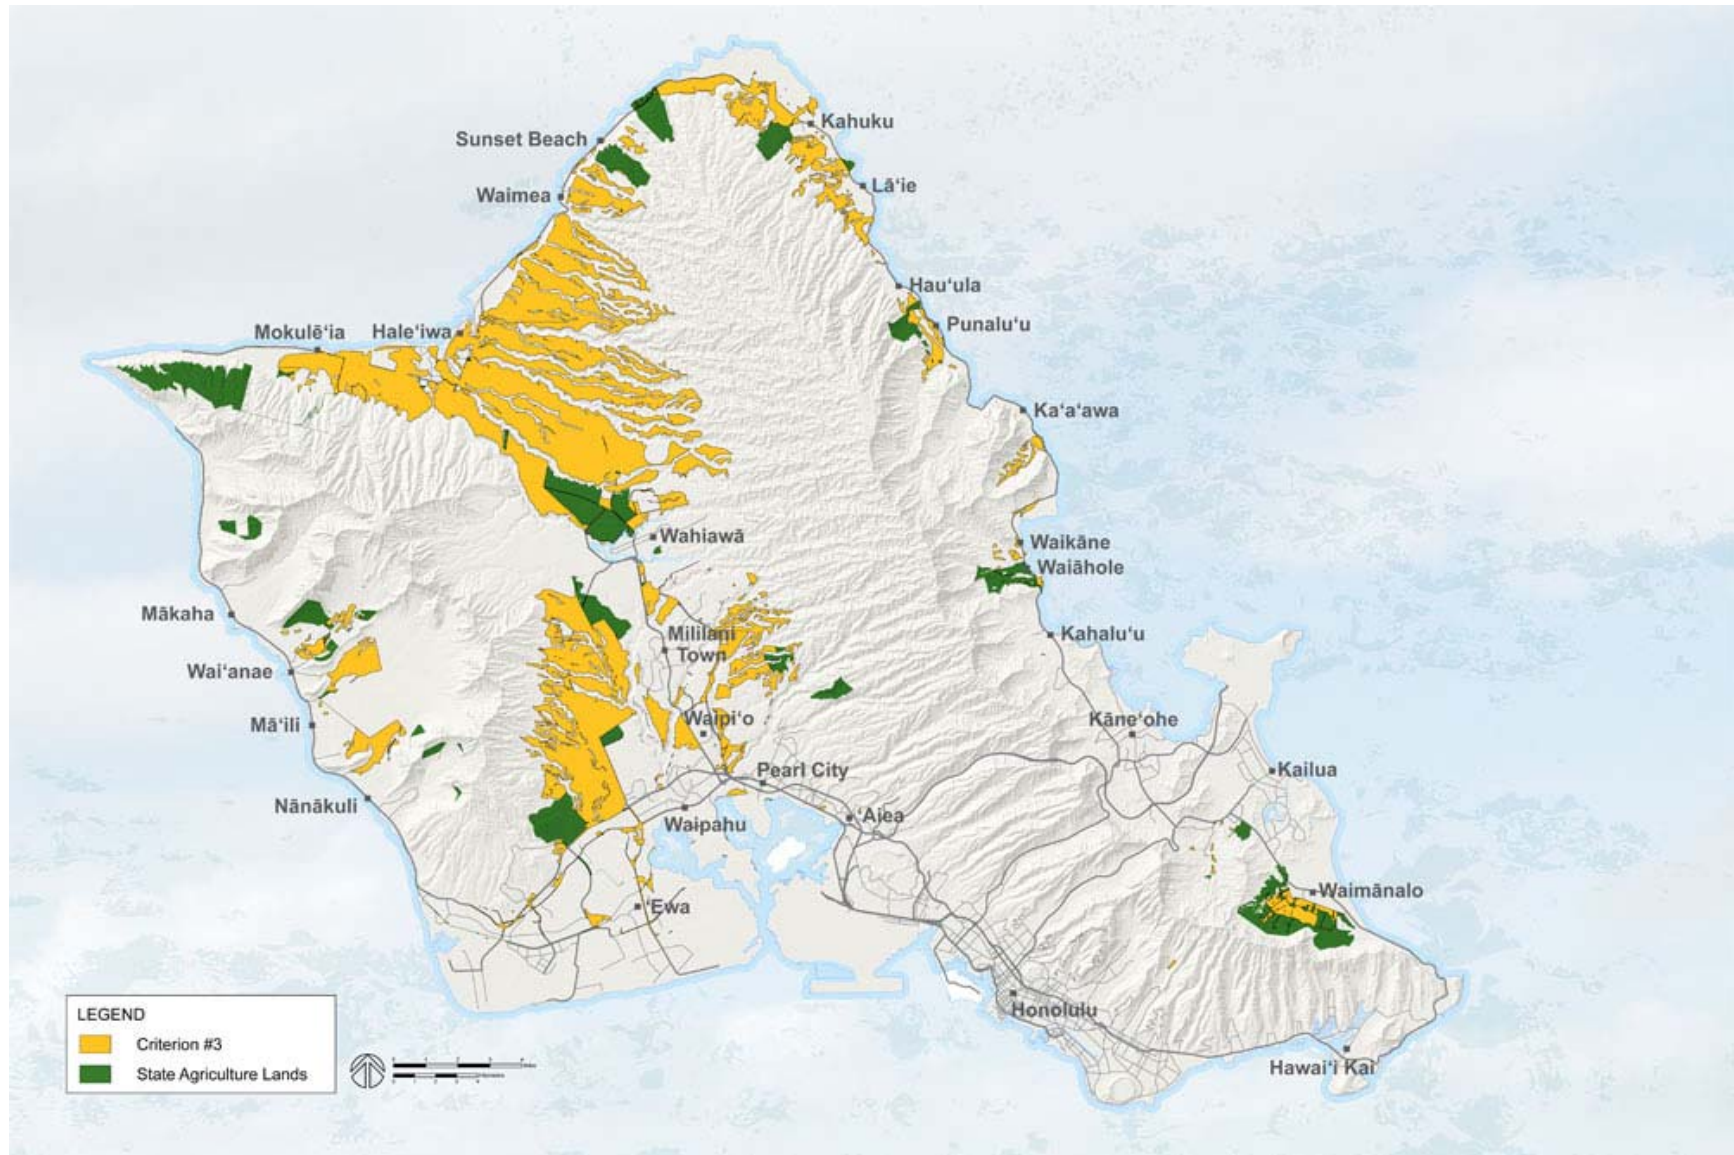 Kahuku
Sunset Beach
Lā‘ie
Waimea
Hau‘ula
Punalu‘u
Mokulē‘ia
Hale‘iwa
Ka‘a‘awa
Wahiawā
Waikāne
Waiāhole
Mākaha
Kahalu‘u
Mililani
Town
Wai‘anae
Waipi‘o
Kāne‘ohe
Mā‘ili
Pearl City
Kailua
Nānākuli
Waipahu
‘Aiea
Waimānalo
‘Ewa
Honolulu
Hawai‘i Kai
LEGEND
Criterion #3
State Agriculture Lands